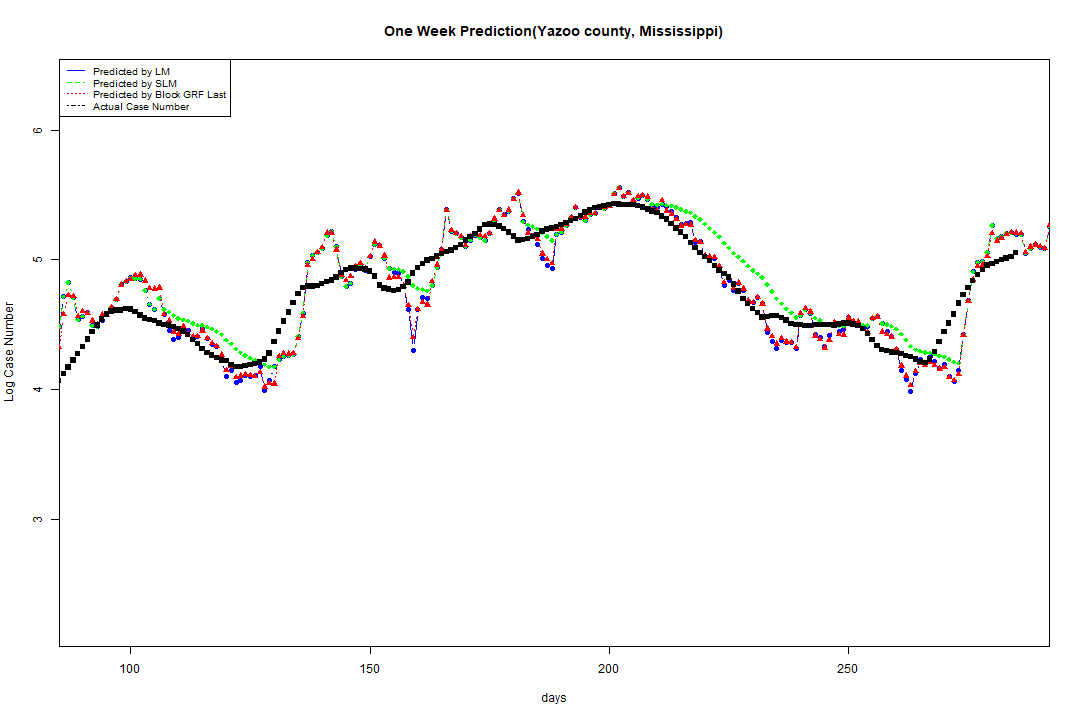 One Week Prediction(Yazoo county, Mississippi)
Predicted by LM
Predicted by SLM
Predicted by Block GRF Last
Actual Case Number
6
5
4
3
Log Case Number
100 150 200 250
days